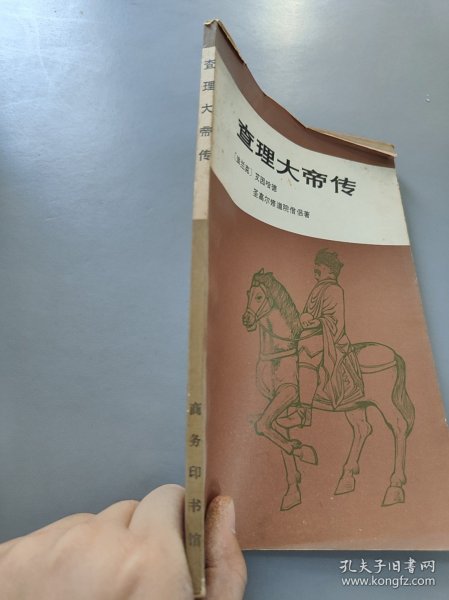 查理大帝传
商务印书馆
查理大帝传
〔法兰克〕艾因哈德
圣高尔修道院僧侣著
孔夫子旧书网
www.kongfz.com